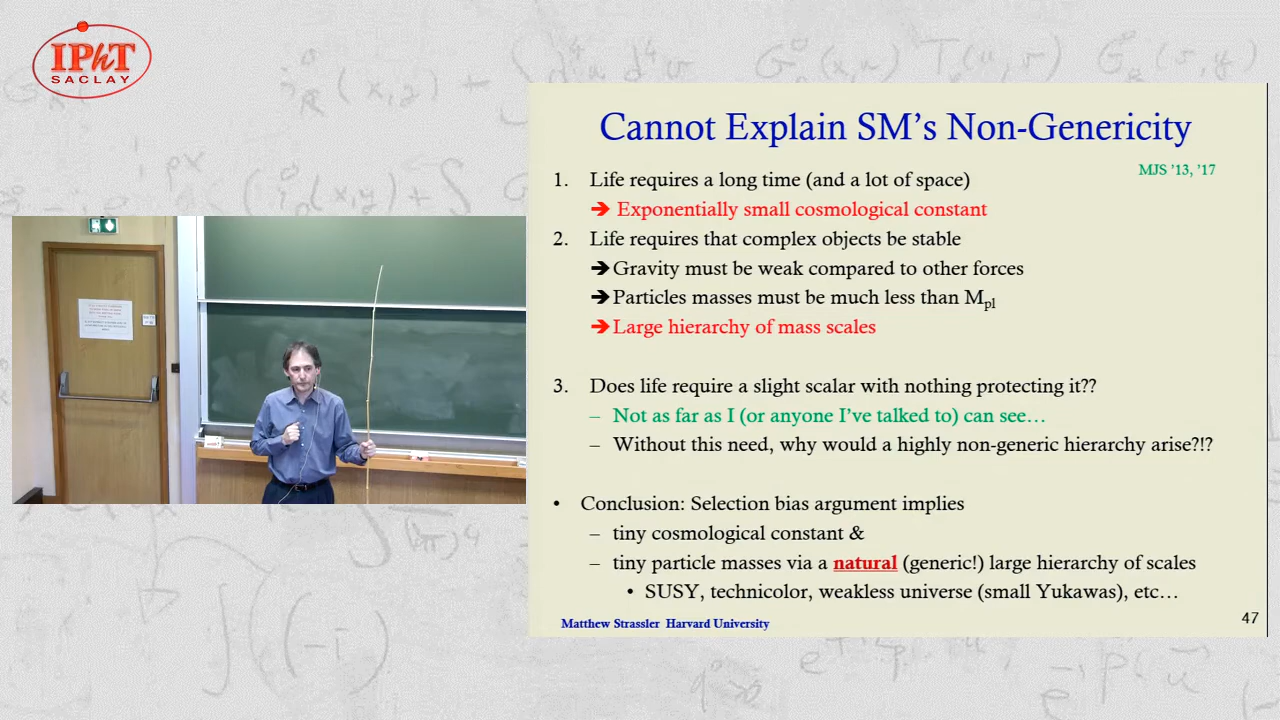 IPhT
SACLAY
Cannot Explain SM's Non-Genericity
MJS '13, '17
1. Life requires a long time (and a lot of space)
➔ Exponentially small cosmological constant
2. Life requires that complex objects be stable
➔ Gravity must be weak compared to other forces
➔ Particles masses must be much less than Mpl
➔ Large hierarchy of mass scales
3. Does life require a slight scalar with nothing protecting it??
– Not as far as I (or anyone I've talked to) can see…
– Without this need, why would a highly non-generic hierarchy arise?!?
• Conclusion: Selection bias argument implies
– tiny cosmological constant &
– tiny particle masses via a natural (generic!) large hierarchy of scales
• SUSY, technicolor, weakless universe (small Yukawas), etc…
Matthew Strassler Harvard University
47